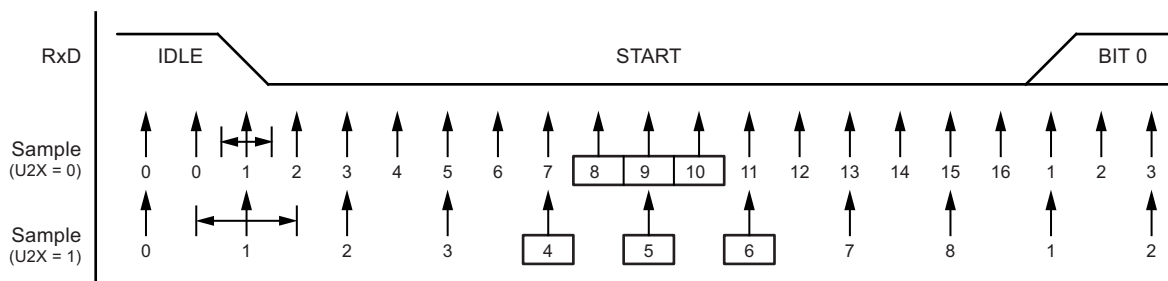 RxD IDLE START BIT 0
Sample
(U2X = 0)
0 0 1 2 3 4 5 6 7 8 9 10 11 12 13 14 15 16 1 2 3
Sample
(U2X = 1)
0 1 2 3 4 5 6 7 8 1 2